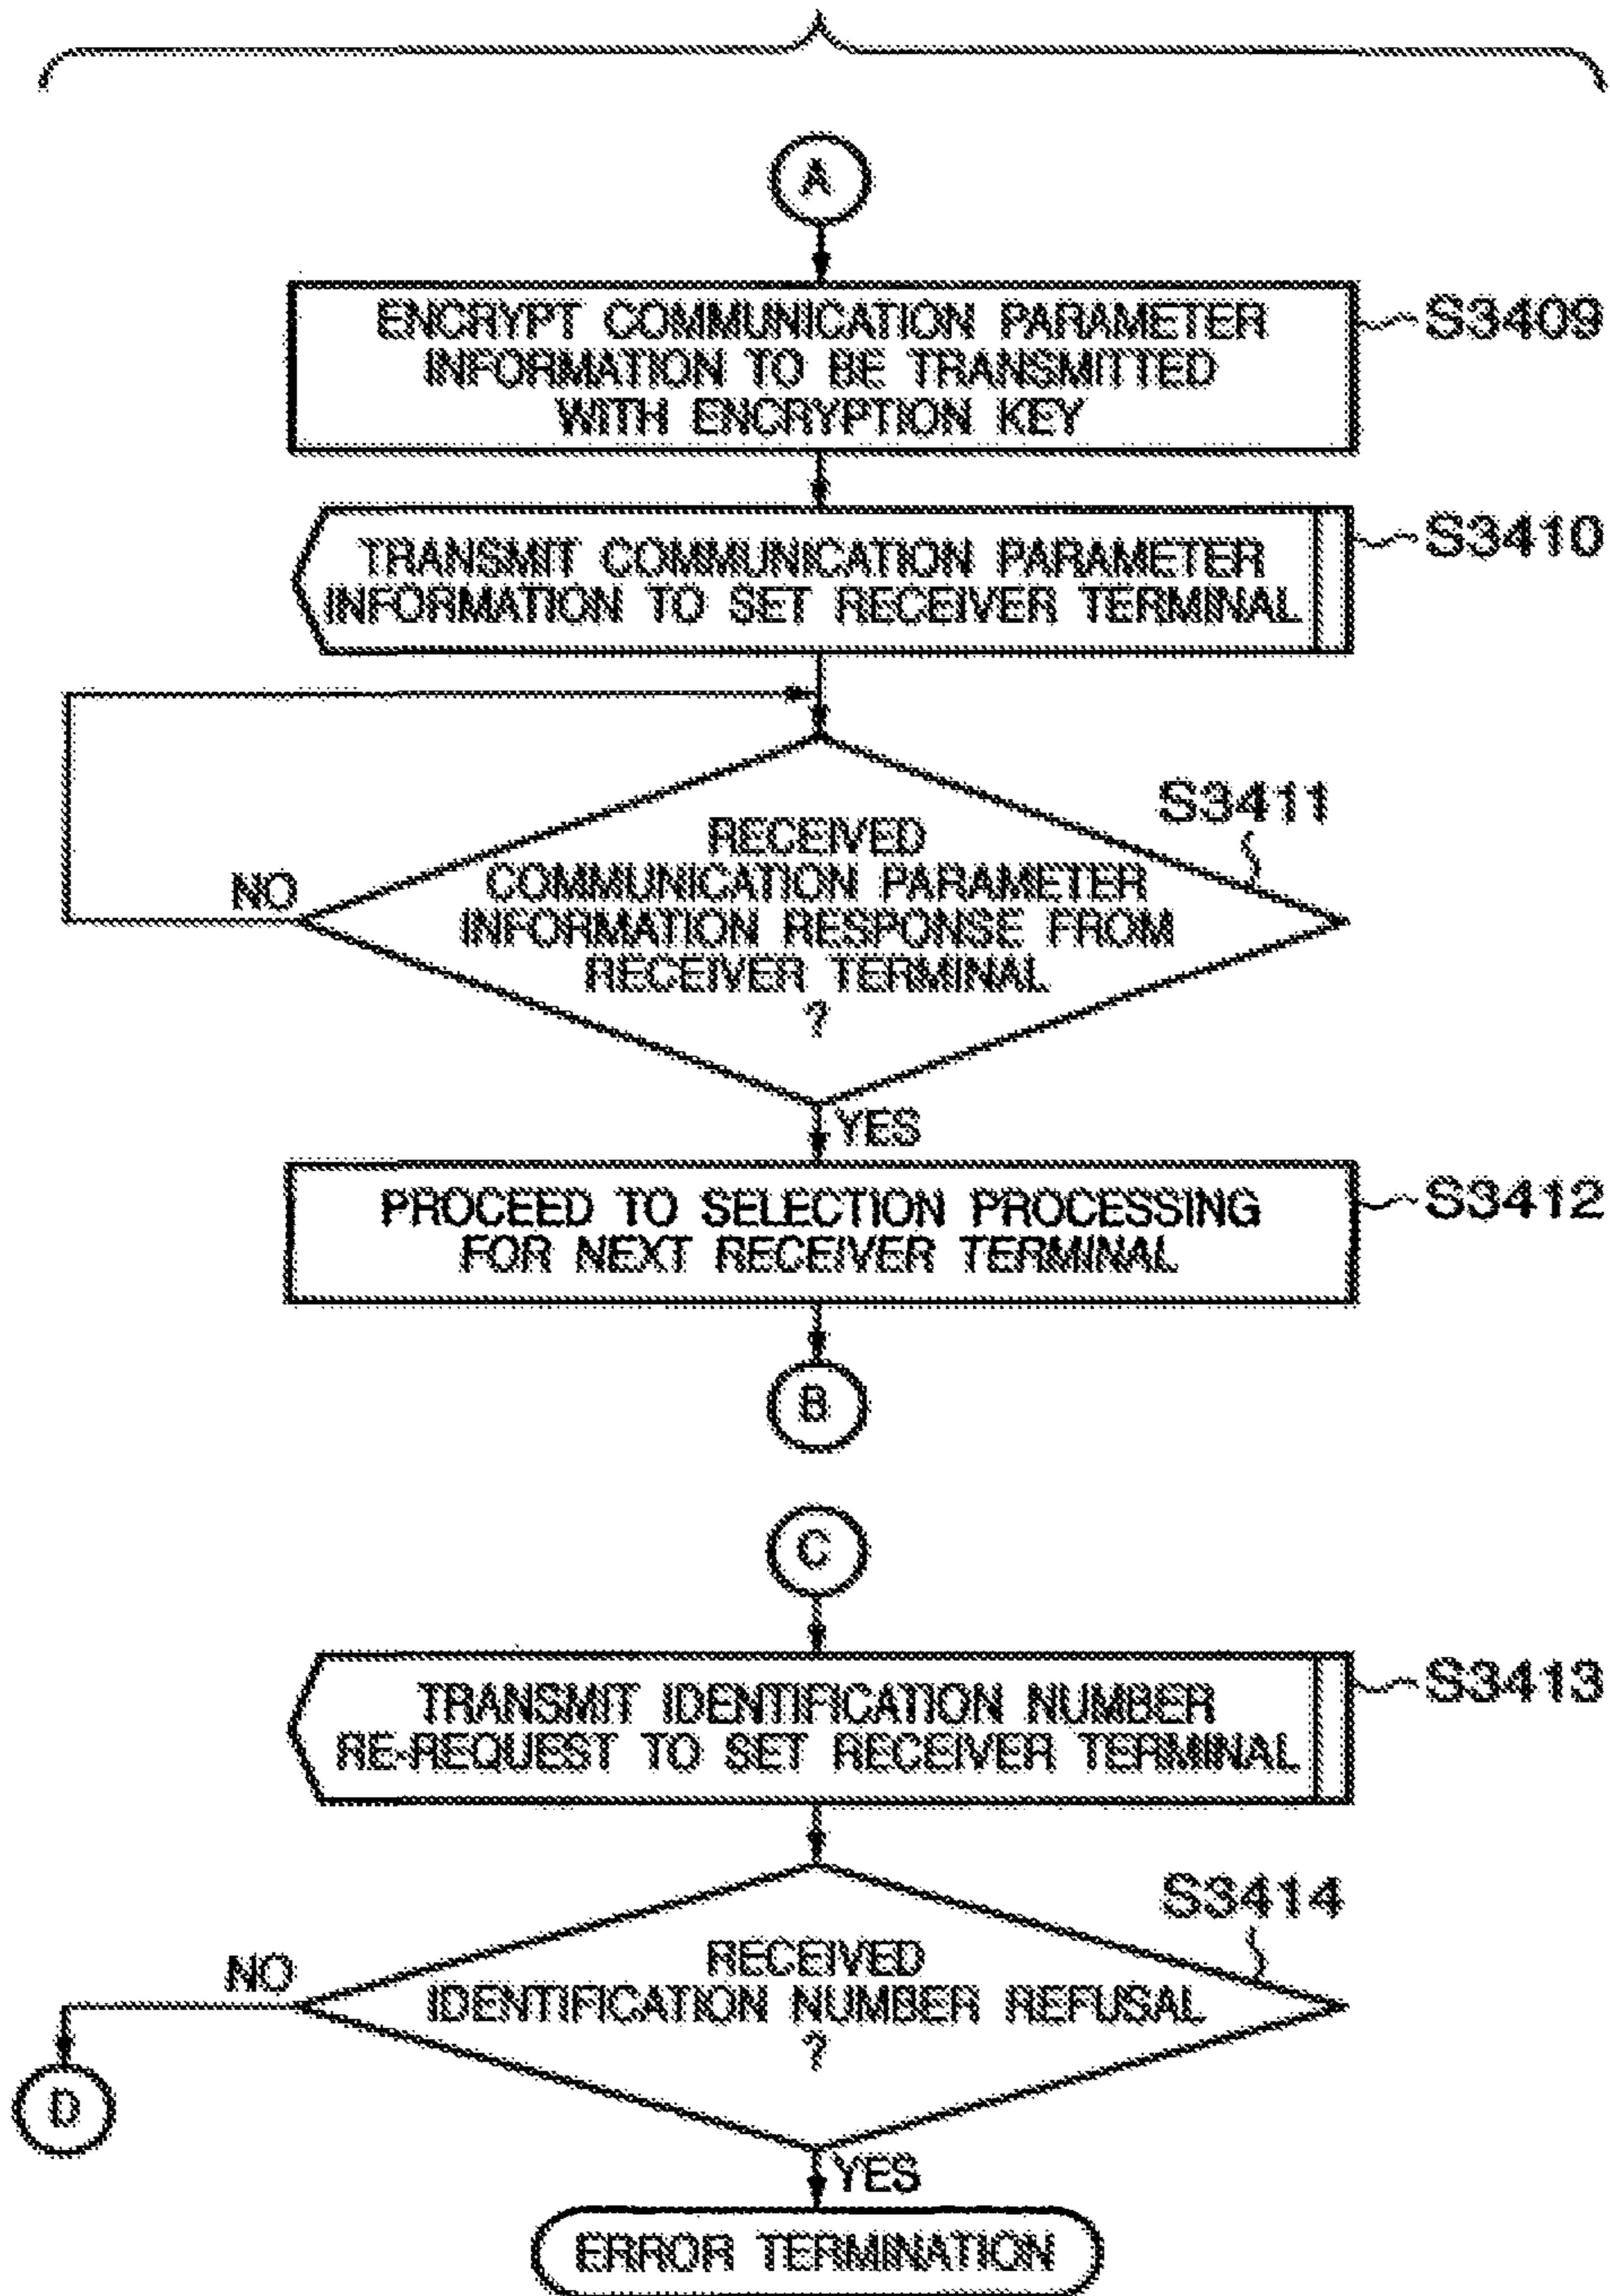 A
ENCRYPT COMMUNICATION PARAMETER
INFORMATION TO BE TRANSMITTED
WITH ENCRYPTION KEY
S3409
TRANSMIT COMMUNICATION PARAMETER
INFORMATION TO SET RECEIVER TERMINAL
S3410
S3411
RECEIVED
COMMUNICATION PARAMETER
INFORMATION RESPONSE FROM
RECEIVER TERMINAL
?
NO
YES
PROCEED TO SELECTION PROCESSING
FOR NEXT RECEIVER TERMINAL
S3412
B
C
TRANSMIT IDENTIFICATION NUMBER
RE-REQUEST TO SET RECEIVER TERMINAL
S3413
S3414
RECEIVED
IDENTIFICATION NUMBER REFUSAL
?
NO
D
YES
ERROR TERMINATION